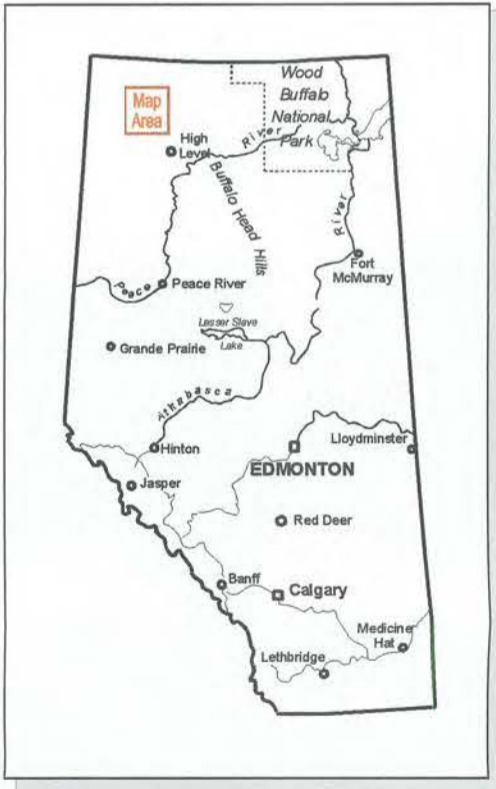 Wood
Buffalo
National
Park
Map
Area
High
Level
River
Buffalo Head Hills
River
Fort
McMurray
Peace
Peace River
Lesser Slave
Lake
Grande Prairie
Athabasca
Lloydminster
Hinton
EDMONTON
Jasper
Red Deer
Banff
Calgary
Medicine
Hat
Lethbridge